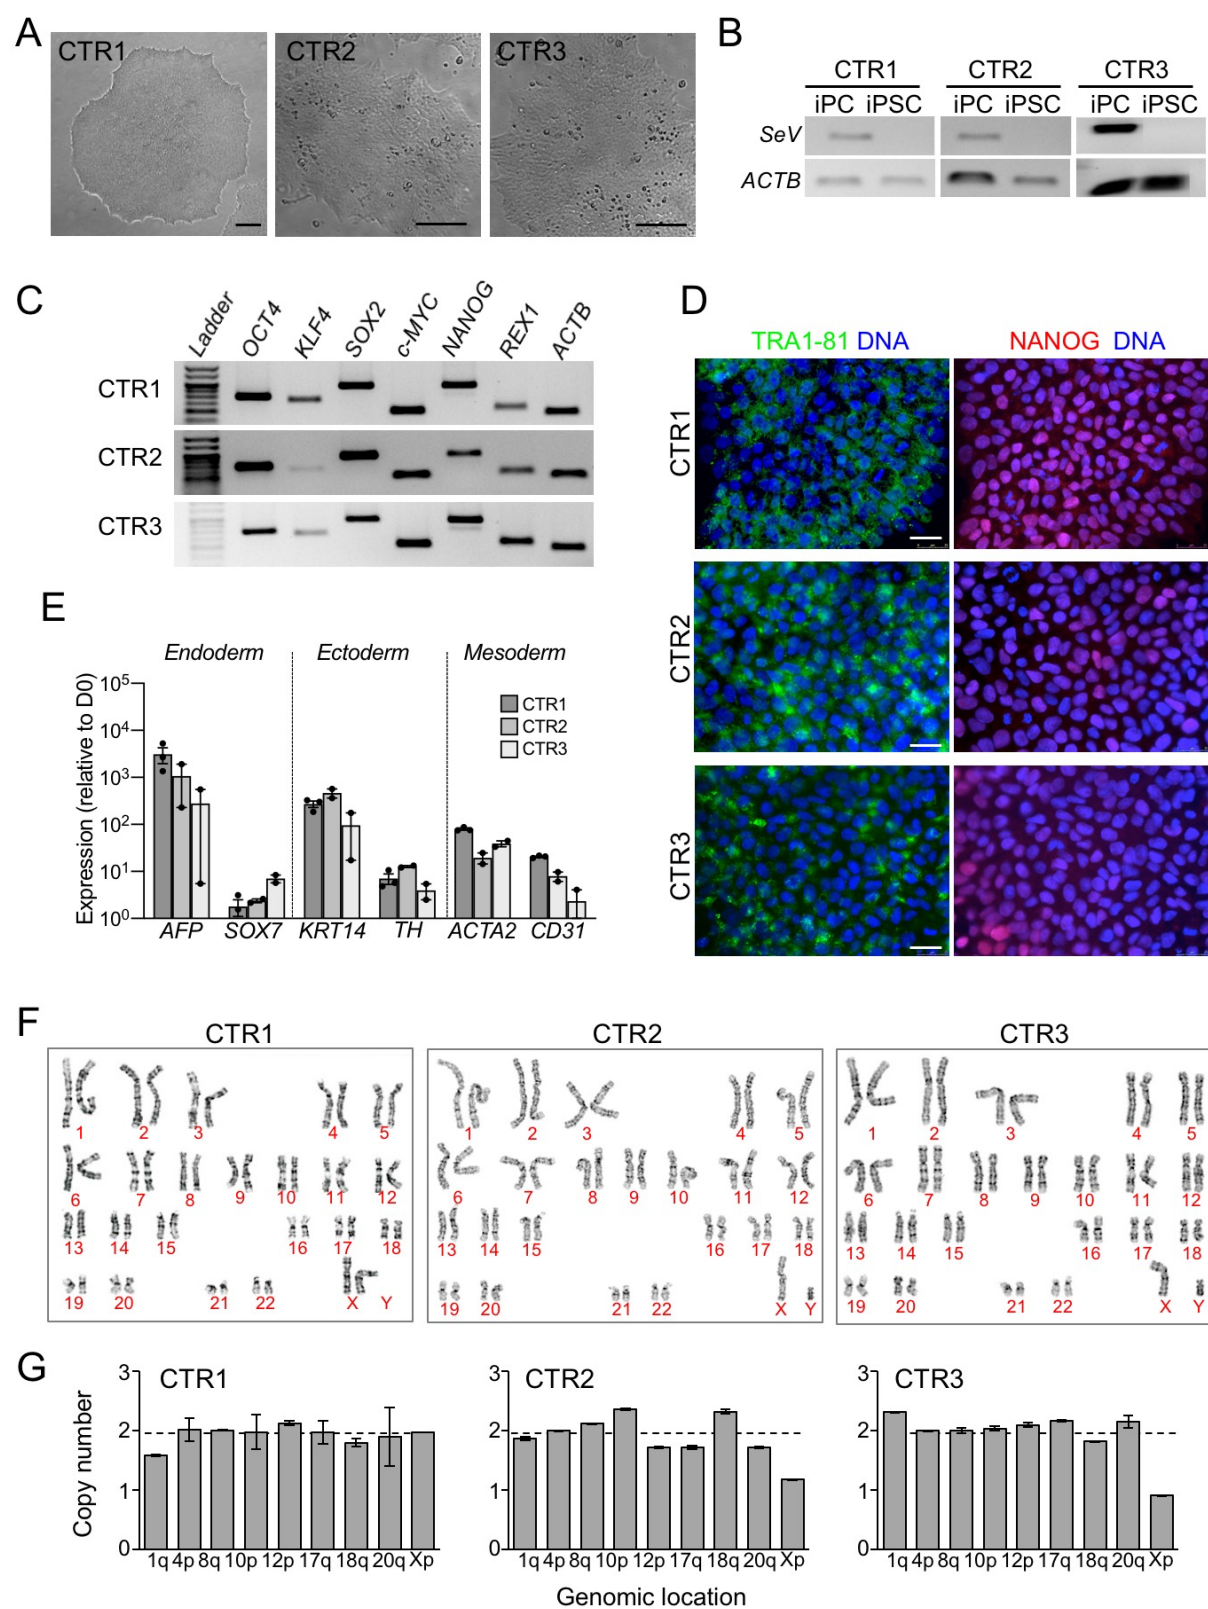 A
CTR1
CTR2
CTR3
B
CTR1
CTR2
CTR3
iPC iPSC
iPC iPSC
iPC iPSC
SeV
ACTB
C
Ladder
OCT4
KLF4
SOX2
c-MYC
NANOG
REX1
ACTB
CTR1
CTR2
CTR3
D
TRA1-81 DNA
NANOG DNA
CTR1
CTR2
CTR3
E
Endoderm
Ectoderm
Mesoderm
Expression (relative to D0)
10⁵
10⁴
10³
10²
10¹
10⁰
CTR1
CTR2
CTR3
AFP SOX7 KRT14 TH ACTA2 CD31
F
CTR1
1 2 3 4 5
6 7 8 9 10 11 12
13 14 15 16 17 18
19 20 21 22 X Y
CTR2
1 2 3 4 5
6 7 8 9 10 11 12
13 14 15 16 17 18
19 20 21 22 X Y
CTR3
1 2 3 4 5
6 7 8 9 10 11 12
13 14 15 16 17 18
19 20 21 22 X Y
G
Copy number
CTR1
3
2
1
0
1q 4p 8q 10p 12p 17q 18q 20q Xp
CTR2
3
2
1
0
1q 4p 8q 10p 12p 17q 18q 20q Xp
CTR3
3
2
1
0
1q 4p 8q 10p 12p 17q 18q 20q Xp
Genomic location